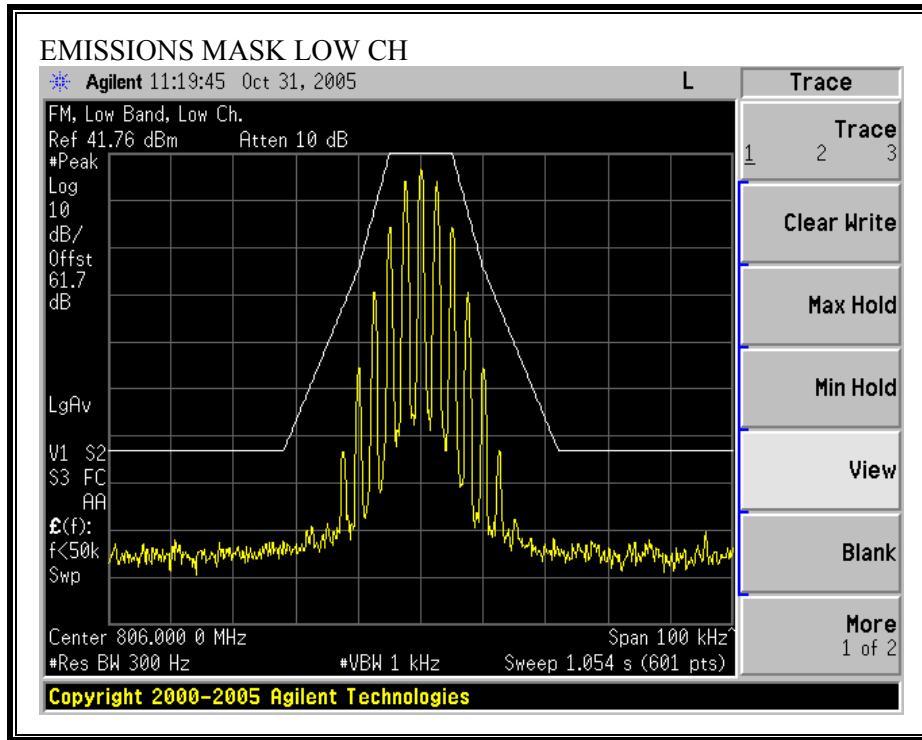 EMISSIONS MASK LOW CH
Agilent 11:19:45 Oct 31, 2005 L
Trace
FM, Low Band, Low Ch.
Ref 41.76 dBm Atten 10 dB
#Peak
Log
10
dB/
Offst
61.7
dB
LgAv
V1 S2
S3 FC
AA
£(f):
f<50k
Swp
Center 806.000 0 MHz Span 100 kHz^
#Res BW 300 Hz #VBW 1 kHz Sweep 1.054 s (601 pts)
Trace
1 2 3
Clear Write
Max Hold
Min Hold
View
Blank
More
1 of 2
Copyright 2000-2005 Agilent Technologies